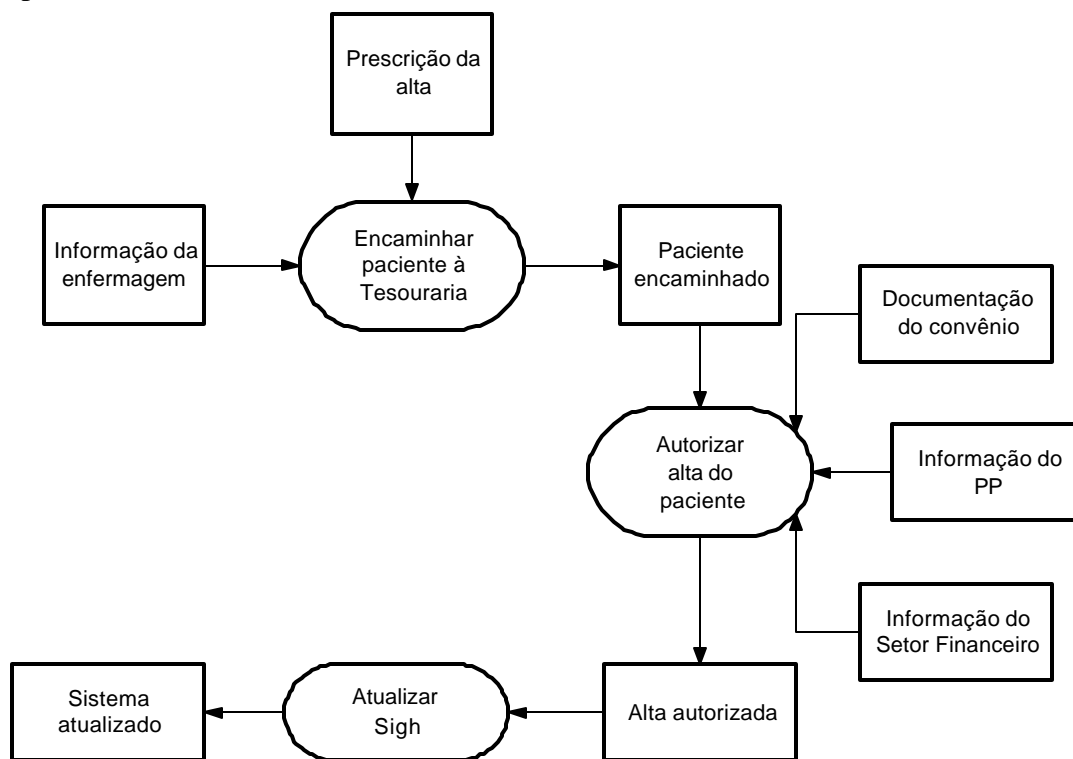 Prescrição da
alta
Informação da
enfermagem
Encaminhar
paciente à
Tesouraria
Paciente
encaminhado
Documentação
do convênio
Autorizar
alta do
paciente
Informação do
PP
Informação do
Setor Financeiro
Sistema
atualizado
Atualizar
Sigh
Alta autorizada